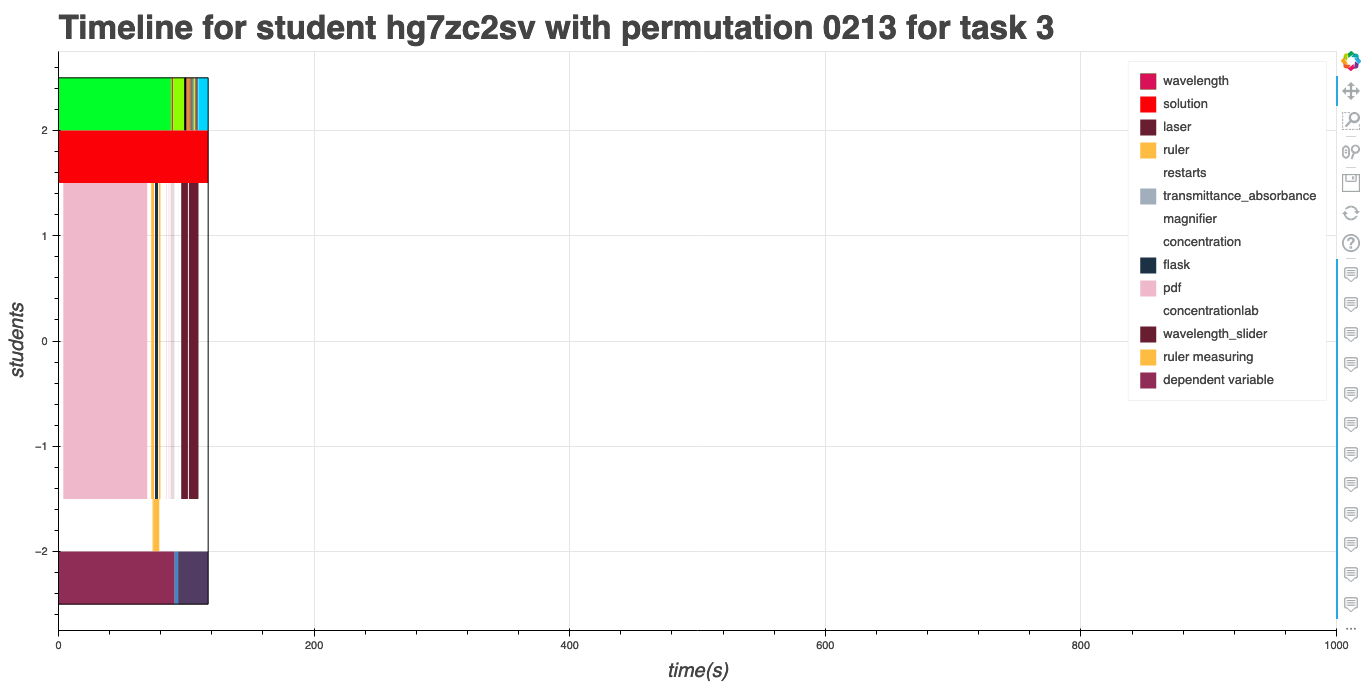 Timeline for student hg7zc2sv with permutation 0213 for task 3
wavelength
solution
laser
ruler
restarts
transmittance_absorbance
magnifier
concentration
flask
pdf
concentrationlab
wavelength_slider
ruler measuring
dependent variable
students
2
1
0
−1
−2
0 200 400 600 800 1000
time(s)